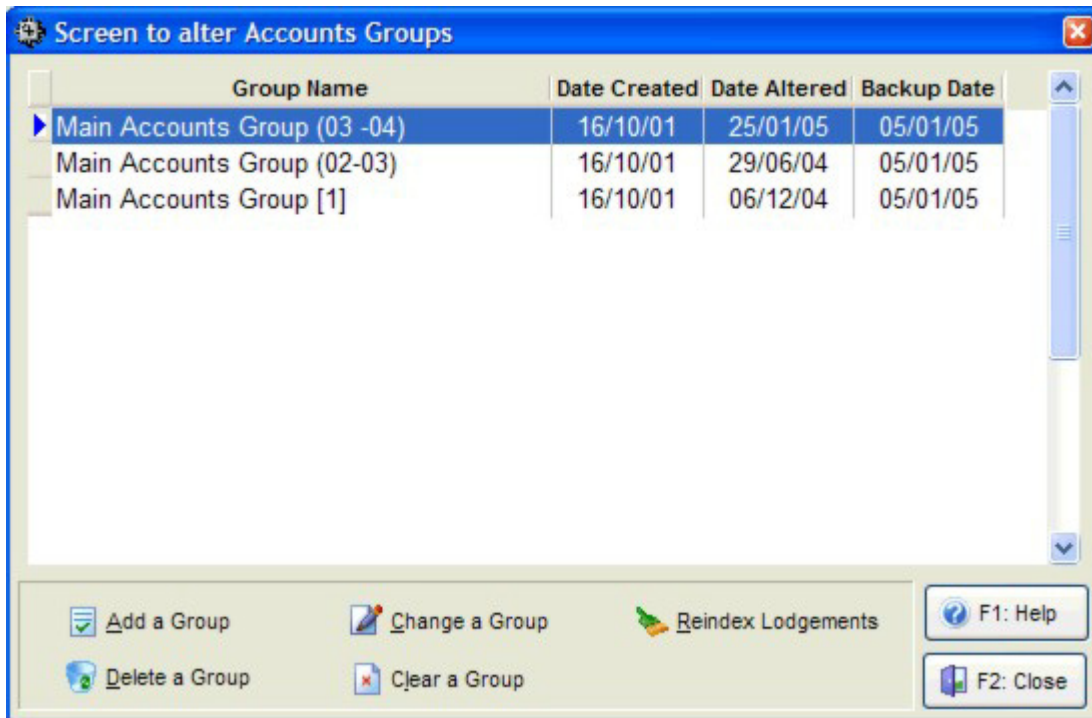 Screen to alter Accounts Groups
Group Name Date Created Date Altered Backup Date
Main Accounts Group (03 -04) 16/10/01 25/01/05 05/01/05
Main Accounts Group (02-03) 16/10/01 29/06/04 05/01/05
Main Accounts Group [1] 16/10/01 06/12/04 05/01/05
Add a Group Change a Group Reindex Lodgements F1: Help
Delete a Group Clear a Group F2: Close